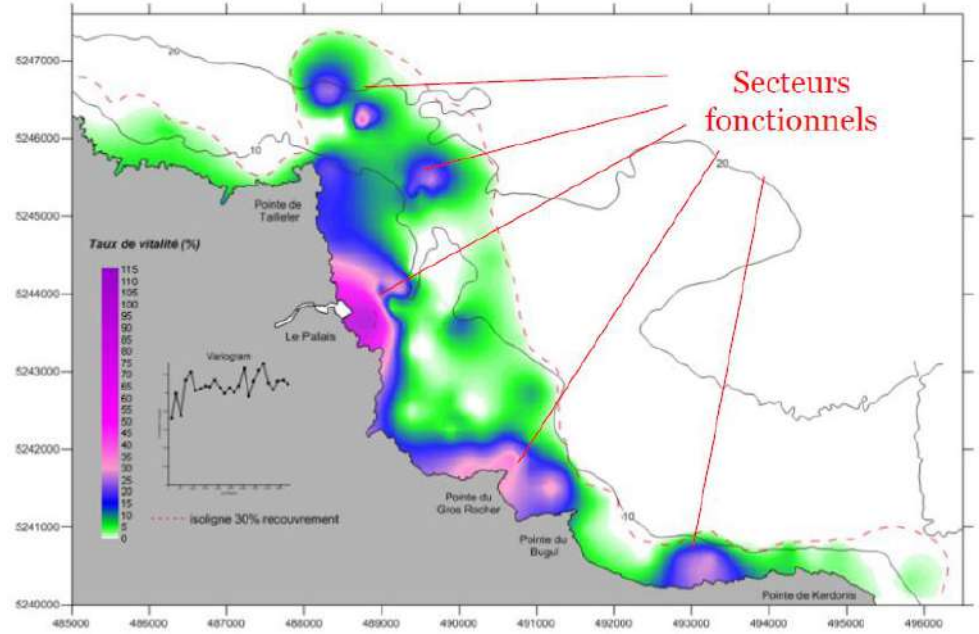 5247000
5246000
5245000
5244000
5243000
5242000
5241000
5240000
20
10
Secteurs
fonctionnels
20
Pointe de
Taillefer
Taux de vitalité (%)
115
110
105
100
95
90
85
80
75
70
65
60
55
50
45
40
35
30
25
20
15
10
5
0
Le Palais
Variogram
isoligne 30% recouvrement
Pointe du
Gros Rocher
Pointe du
Bugul
10
Pointe de Kerdonis
485000 486000 487000 488000 489000 490000 491000 492000 493000 494000 495000 496000